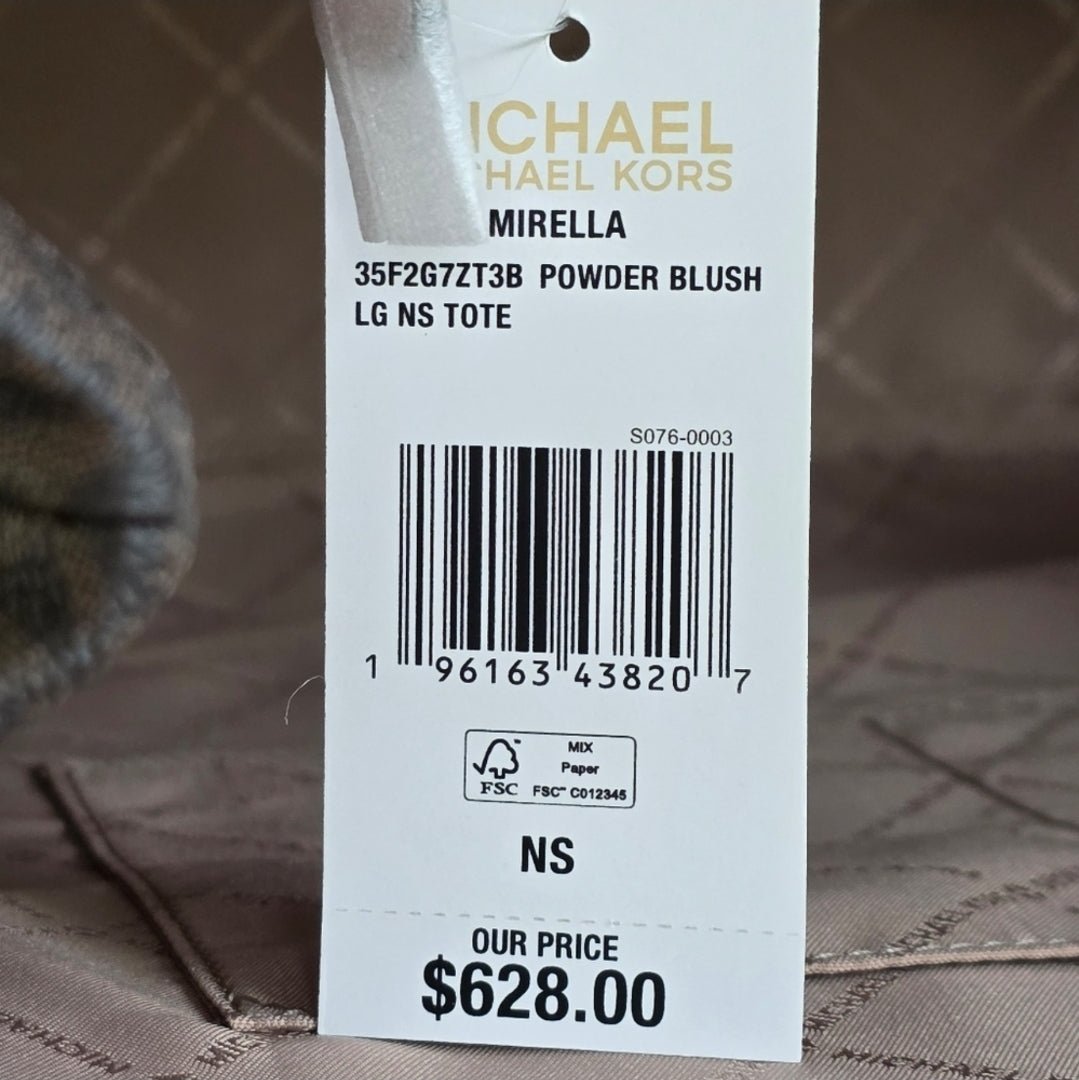 ICHAEL
HAEL KORS
MIRELLA
35F2G7ZT3B POWDER BLUSH
LG NS TOTE
S076-0003
1 96163 43820 7
FSC
MIX
Paper
FSC™ C012345
NS
OUR PRICE
$628.00
MICHAEL